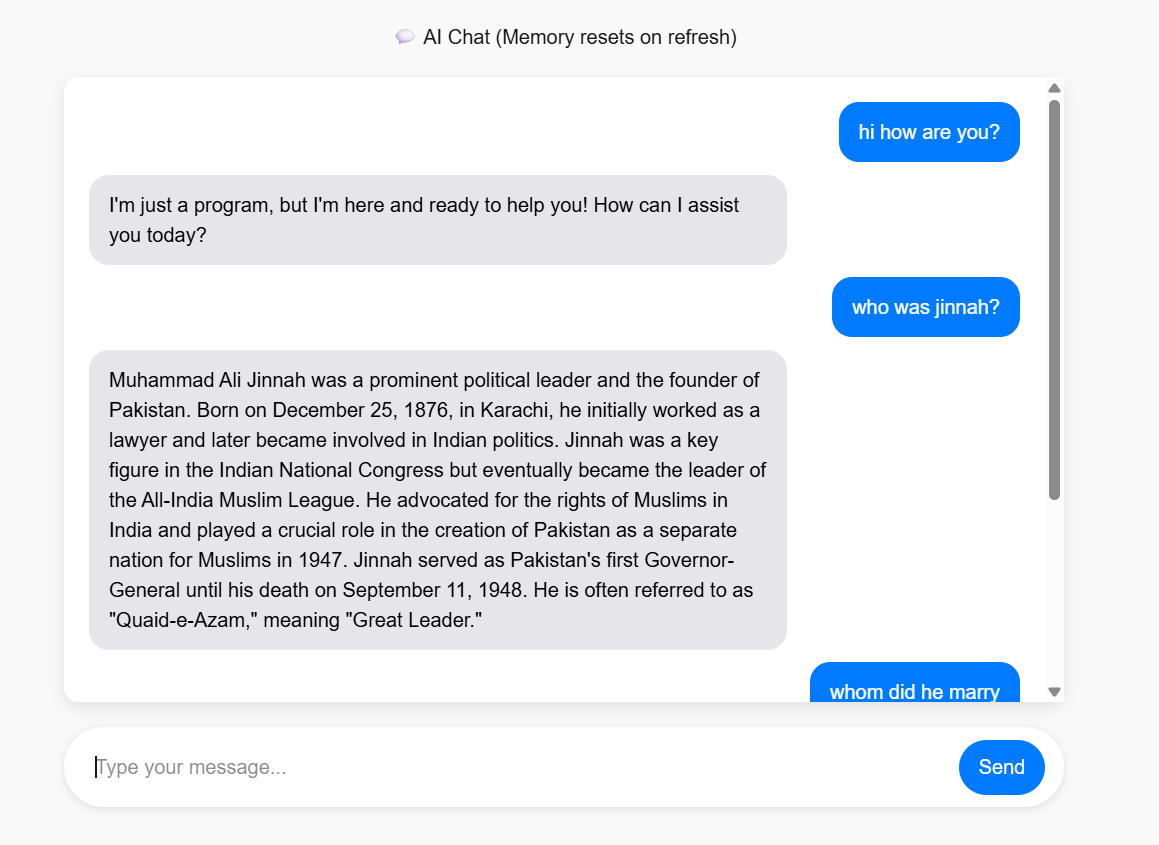 AI Chat (Memory resets on refresh)
hi how are you?
I'm just a program, but I'm here and ready to help you! How can I assist
you today?
who was jinnah?
Muhammad Ali Jinnah was a prominent political leader and the founder of
Pakistan. Born on December 25, 1876, in Karachi, he initially worked as a
lawyer and later became involved in Indian politics. Jinnah was a key
figure in the Indian National Congress but eventually became the leader of
the All-India Muslim League. He advocated for the rights of Muslims in
India and played a crucial role in the creation of Pakistan as a separate
nation for Muslims in 1947. Jinnah served as Pakistan's first Governor-
General until his death on September 11, 1948. He is often referred to as
"Quaid-e-Azam," meaning "Great Leader."
whom did he marry
Type your message...
Send